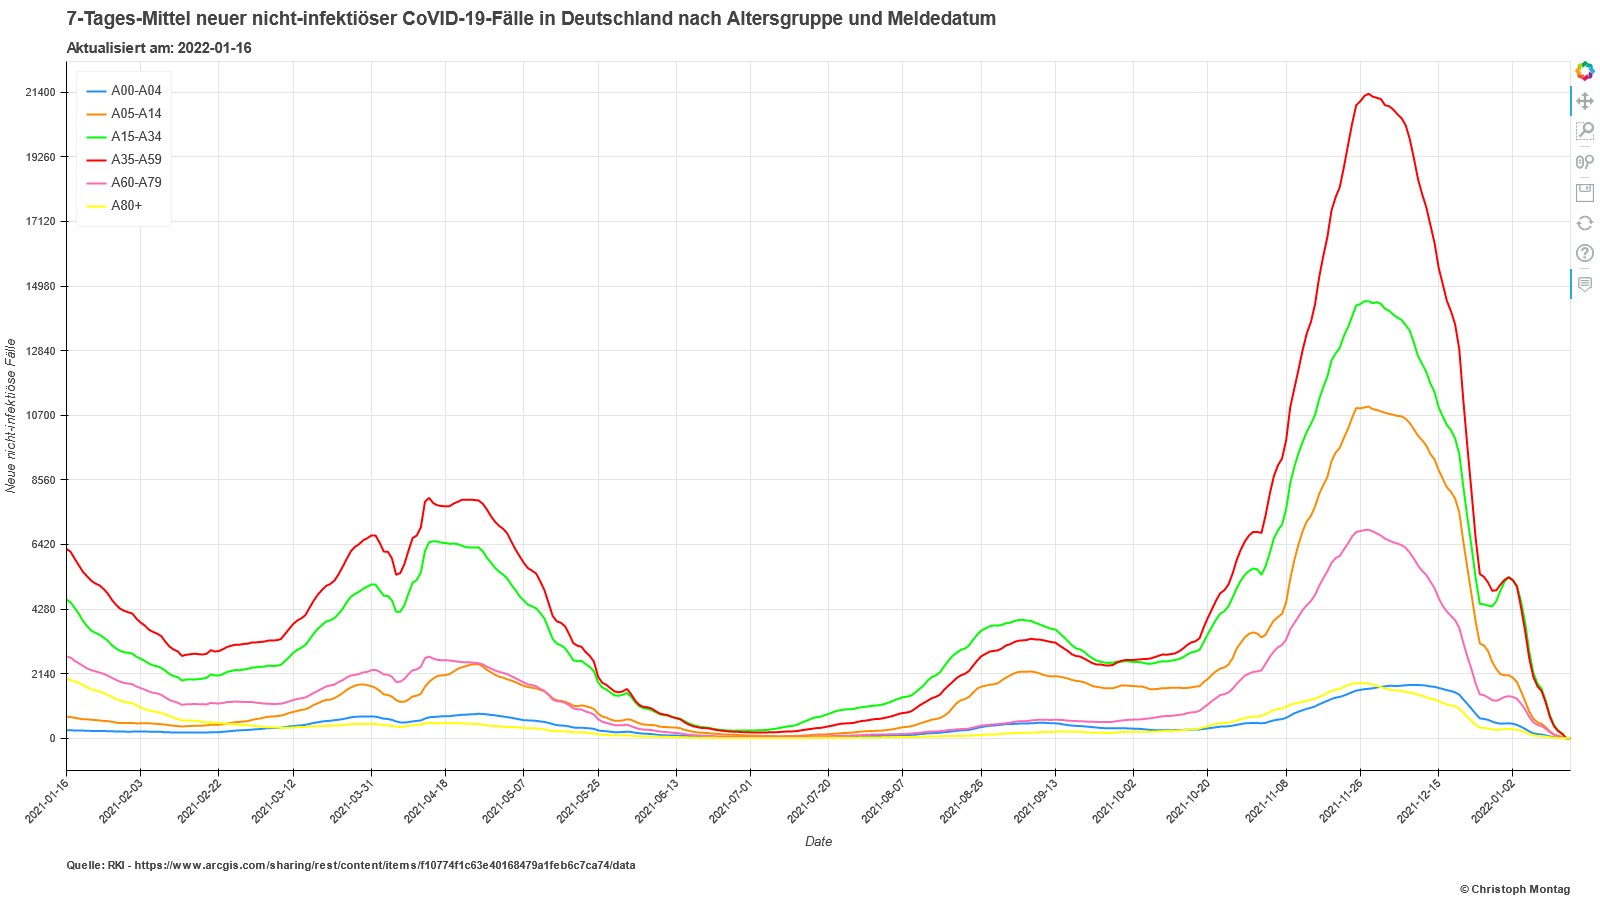 7-Tages-Mittel neuer nicht-infektiöser CoVID-19-Fälle in Deutschland nach Altersgruppe und Meldedatum
Aktualisiert am: 2022-01-16
A00-A04
A05-A14
A15-A34
A35-A59
A60-A79
A80+
21400
19260
17120
14980
12840
10700
8560
6420
4280
2140
0
Neue nicht-infektiöse Fälle
2021-01-16
2021-02-03
2021-02-22
2021-03-12
2021-03-31
2021-04-18
2021-05-07
2021-05-25
2021-06-13
2021-07-01
2021-07-20
2021-08-07
2021-08-26
2021-09-13
2021-10-02
2021-10-20
2021-11-08
2021-11-26
2021-12-15
2022-01-02
Date
Quelle: RKI - https://www.arcgis.com/sharing/rest/content/items/f10774f1c63e40168479a1feb6c7ca74/data
© Christoph Montag